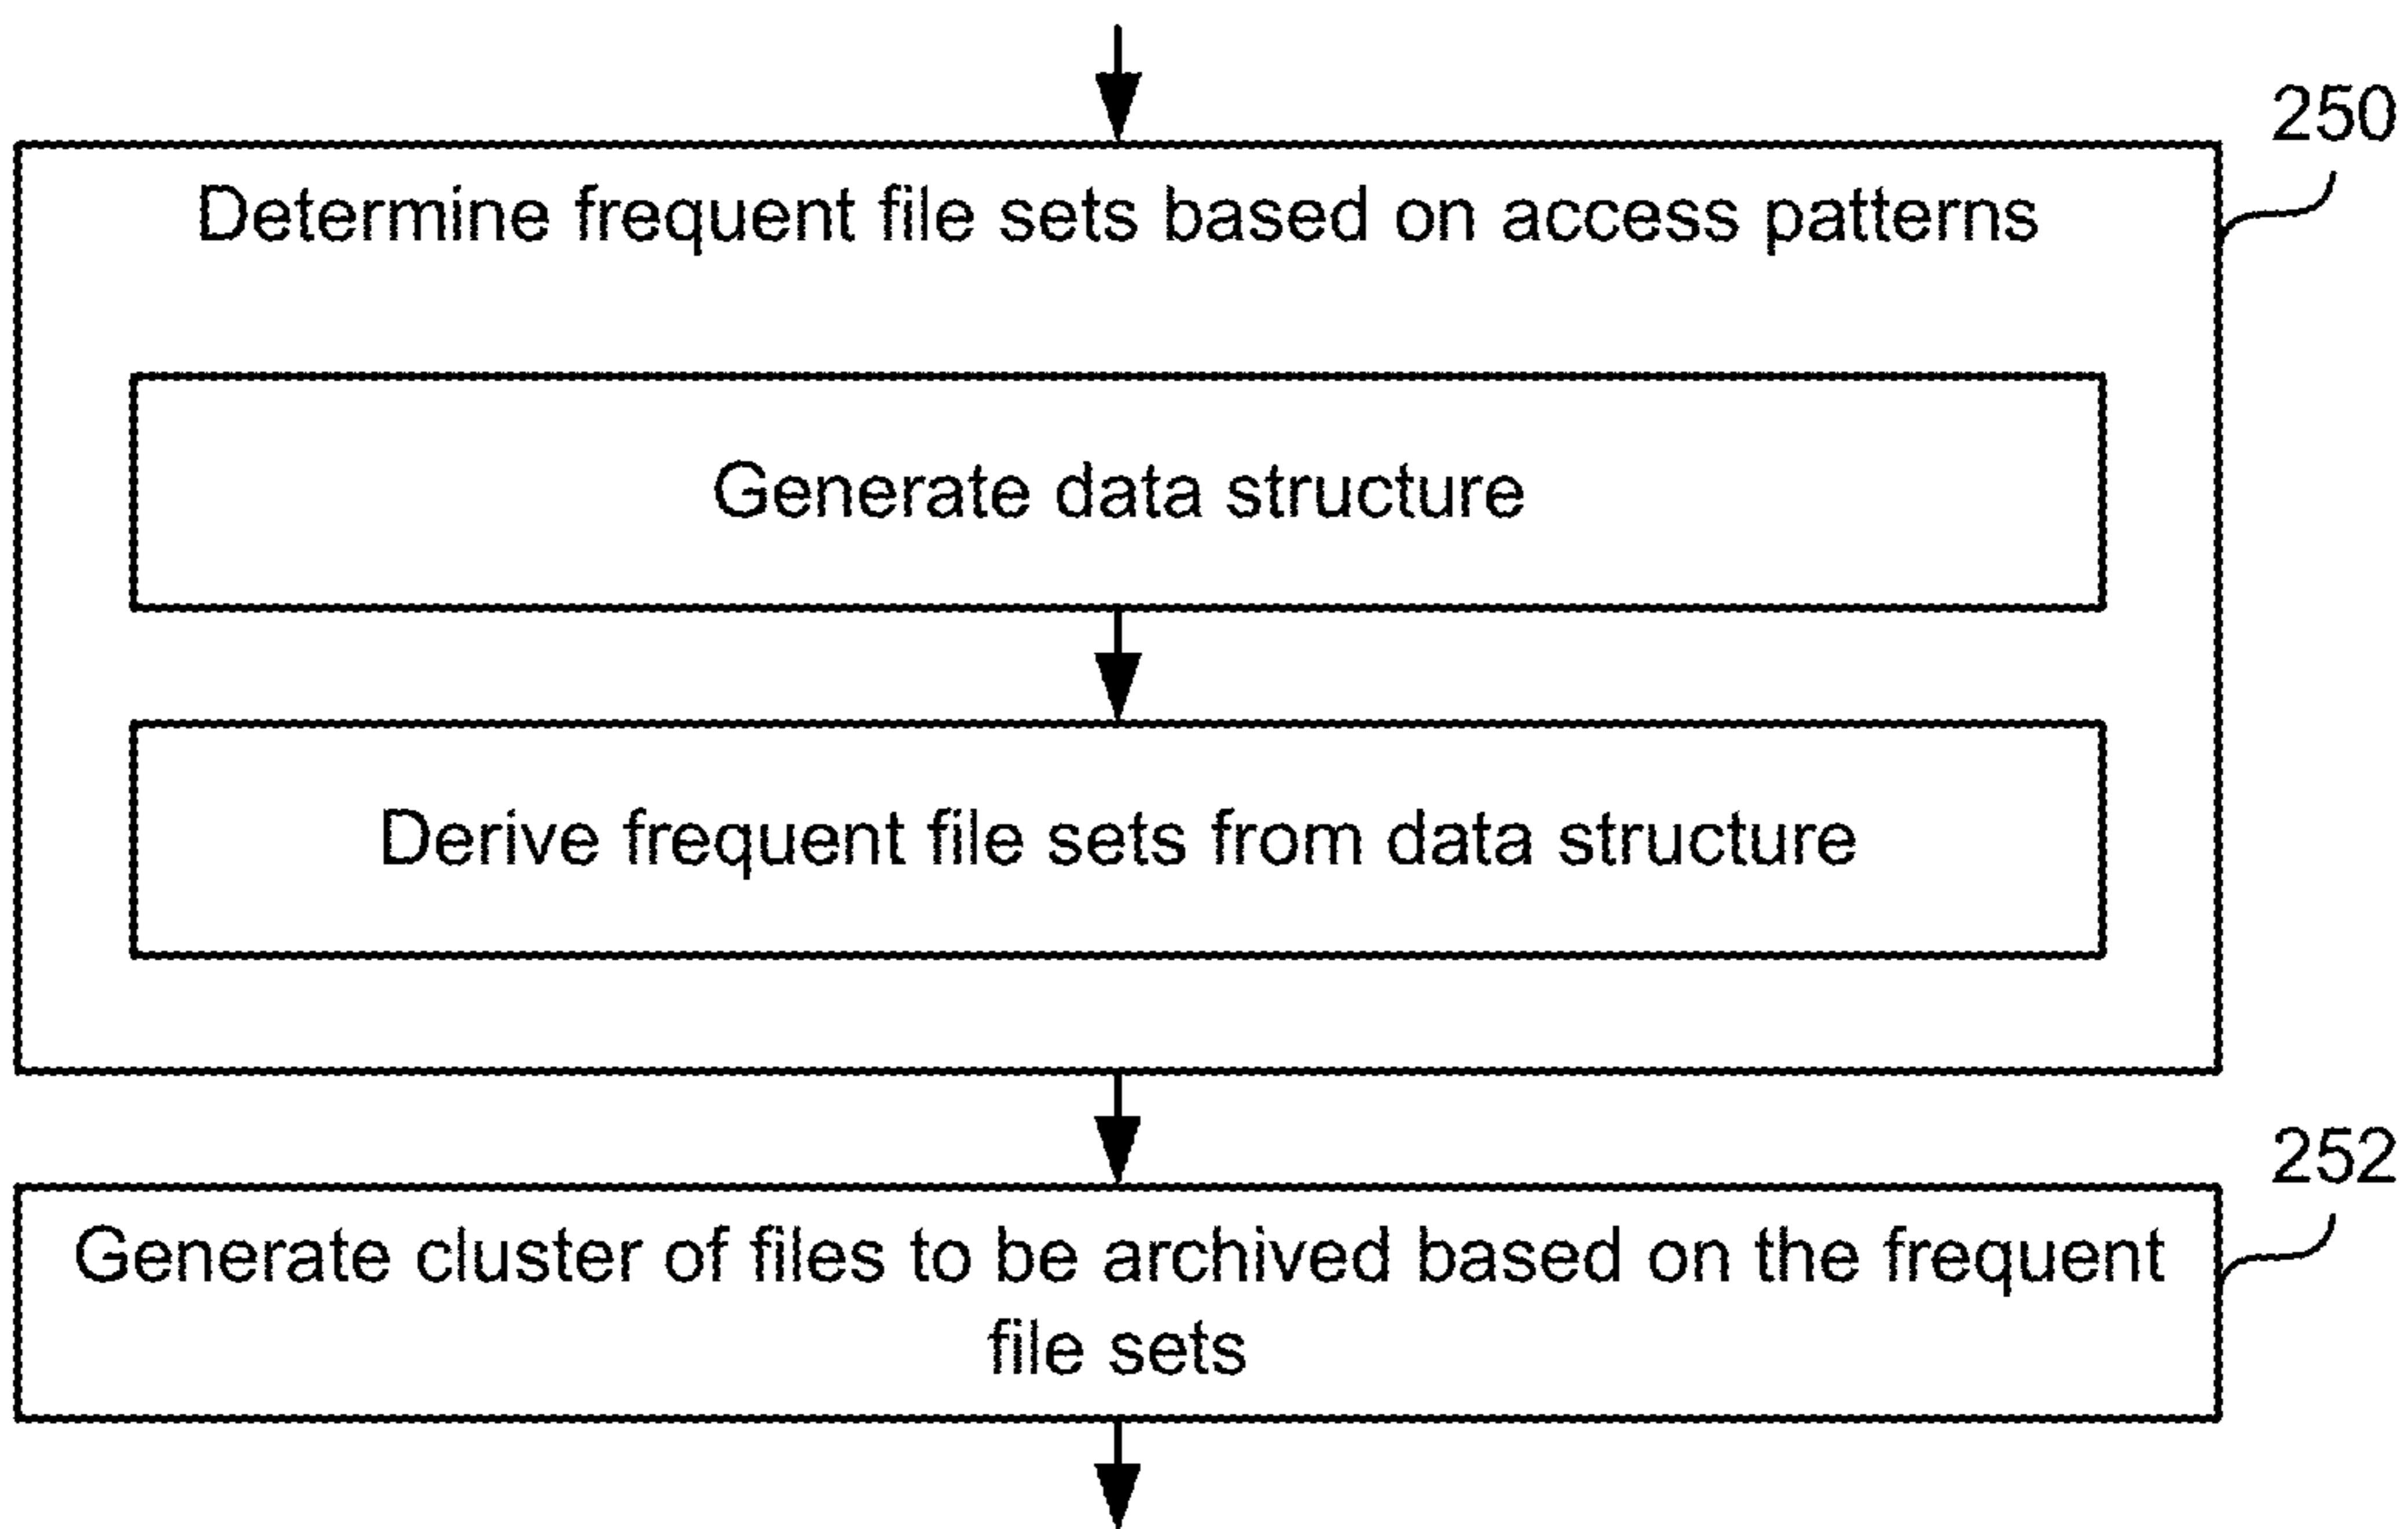 250
Determine frequent file sets based on access patterns
Generate data structure
Derive frequent file sets from data structure
252
Generate cluster of files to be archived based on the frequent
file sets